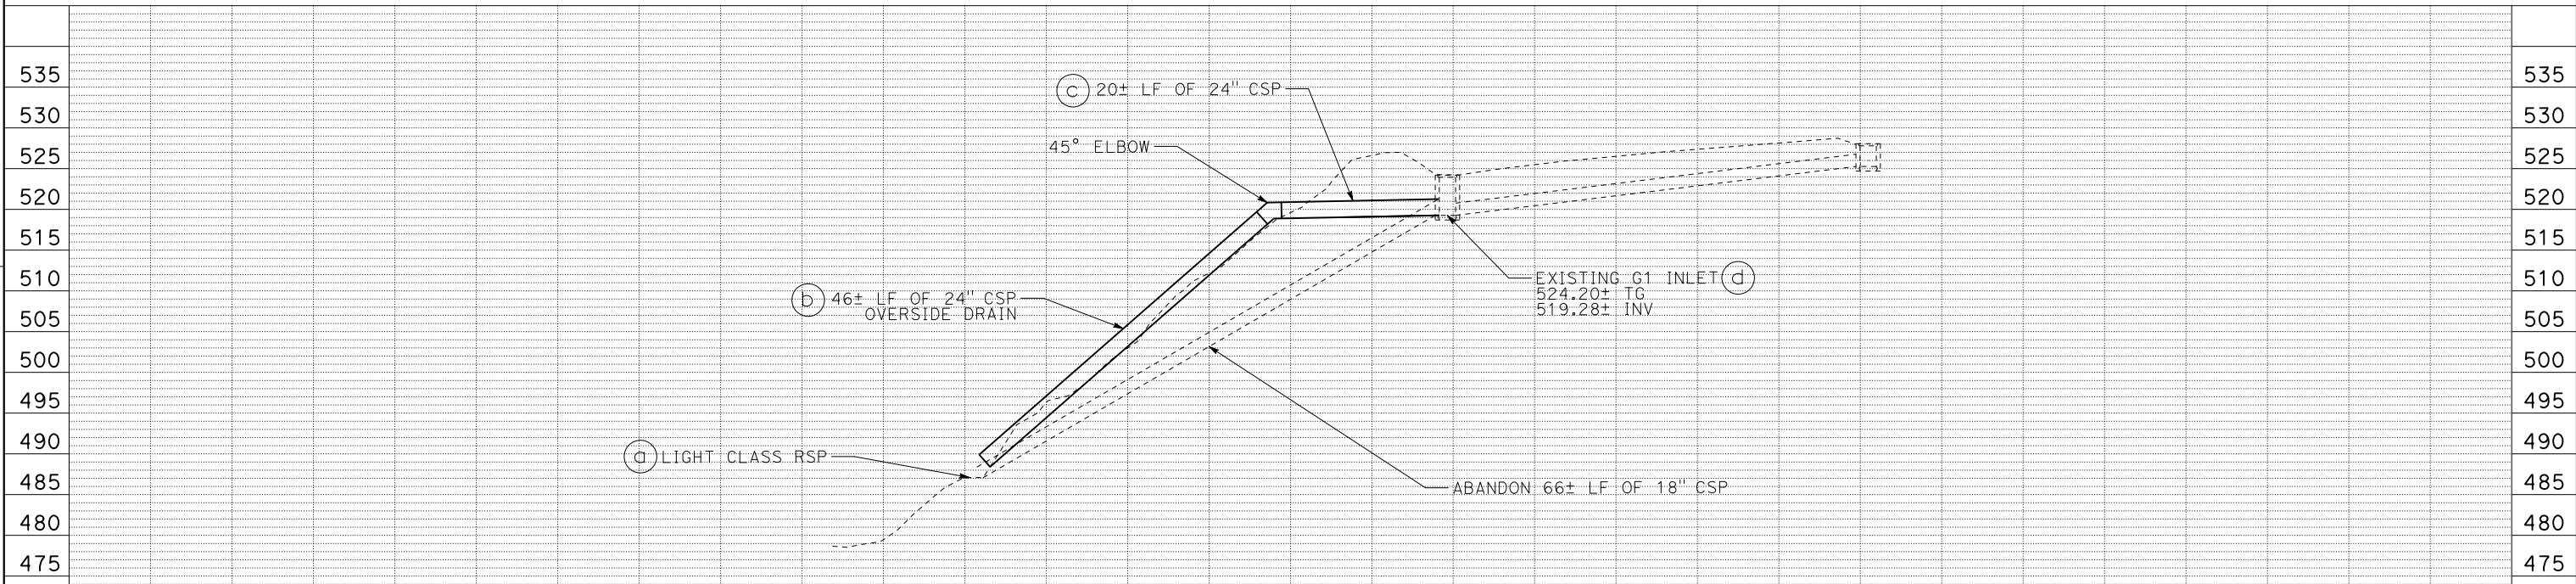 535
530
525
520
515
510
505
500
495
490
485
480
475
c 20± LF OF 24" CSP
45° ELBOW
b 46± LF OF 24" CSP
OVERSIDE DRAIN
EXISTING G1 INLET d
524.20± TG
519.28± INV
a LIGHT CLASS RSP
ABANDON 66± LF OF 18" CSP
535
530
525
520
515
510
505
500
495
490
485
480
475